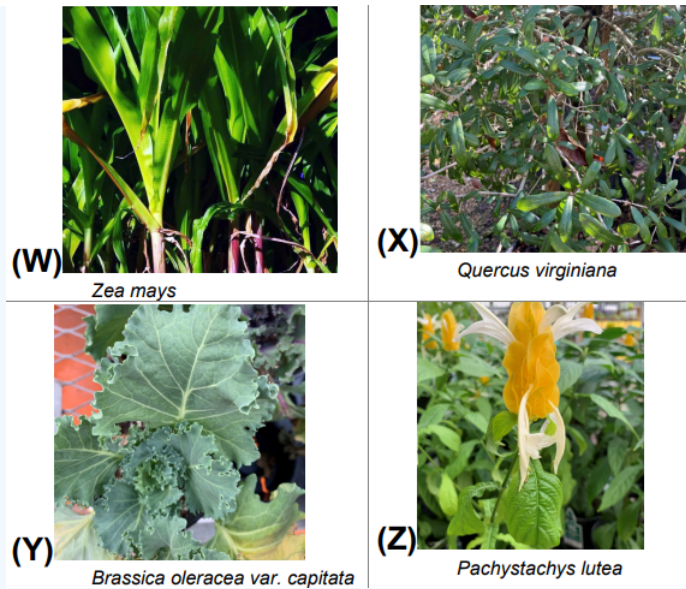 (W)
Zea mays
(X)
Quercus virginiana
(Y)
Brassica oleracea var. capitata
(Z)
Pachystachys lutea